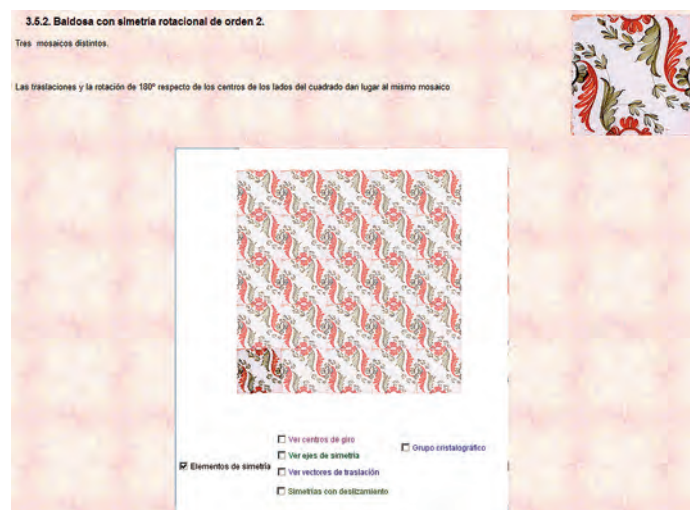 3.5.2. Baldosa con simetría rotacional de orden 2.
Tres mosaicos distintos.
Las traslaciones y la rotación de 180º respecto de los centros de los lados del cuadrado dan lugar al mismo mosaico
Ver centros de giro
Grupo cristalográfico
Ver ejes de simetría
Elementos de simetría
Ver vectores de traslación
Simetrías con deslizamiento